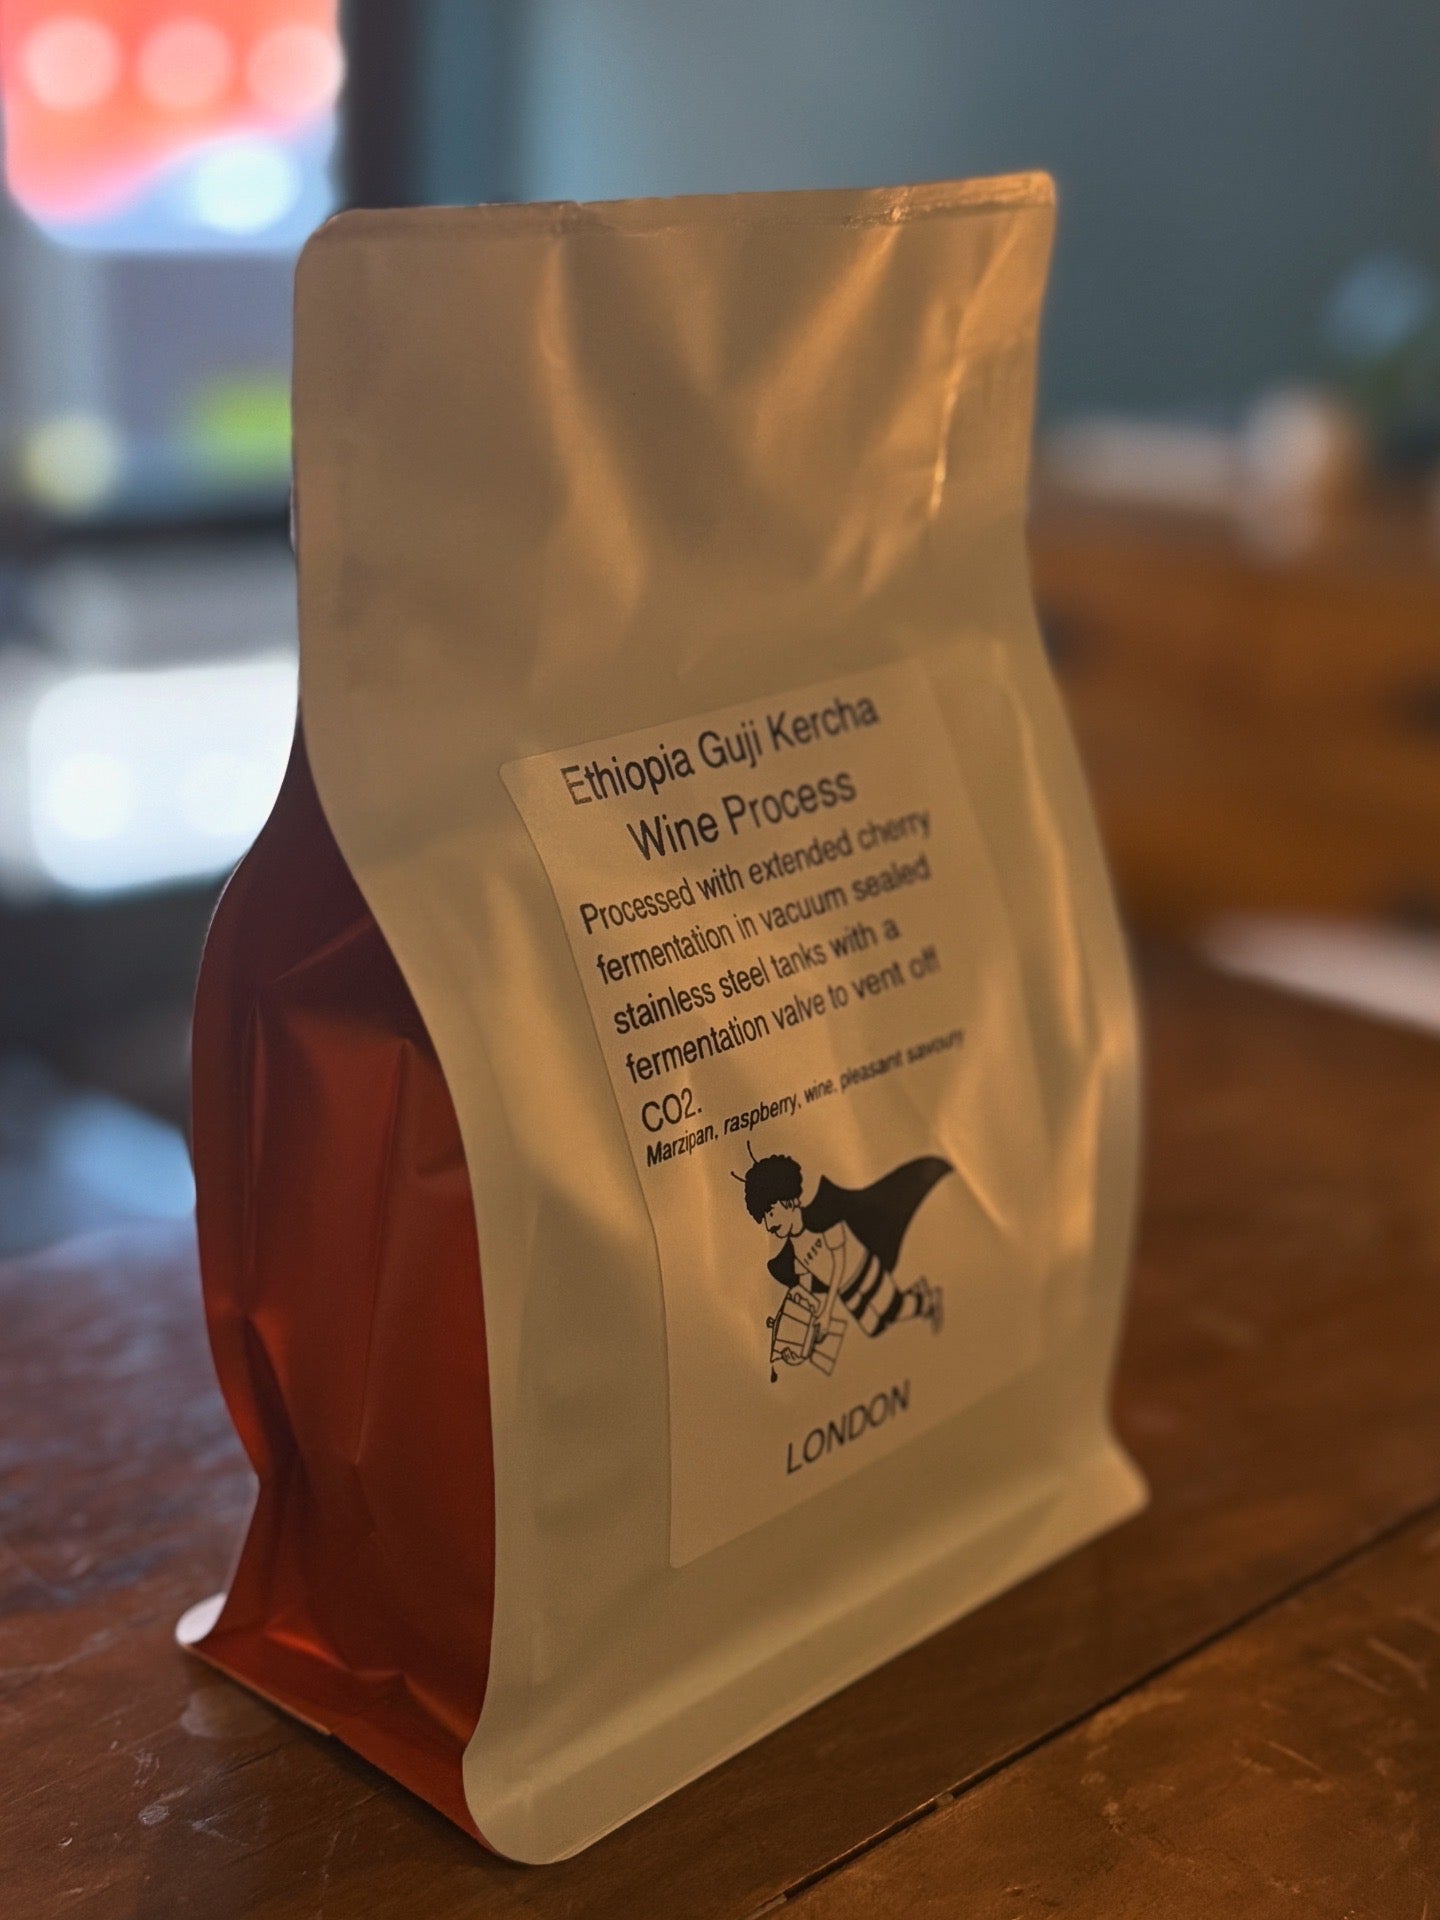 Ethiopia Guji Kercha
Wine Process
Processed with extended cherry
fermentation in vacuum sealed
stainless steel tanks with a
fermentation valve to vent off
CO2.
Marzipan, raspberry, wine, pleasant savoury
LONDON